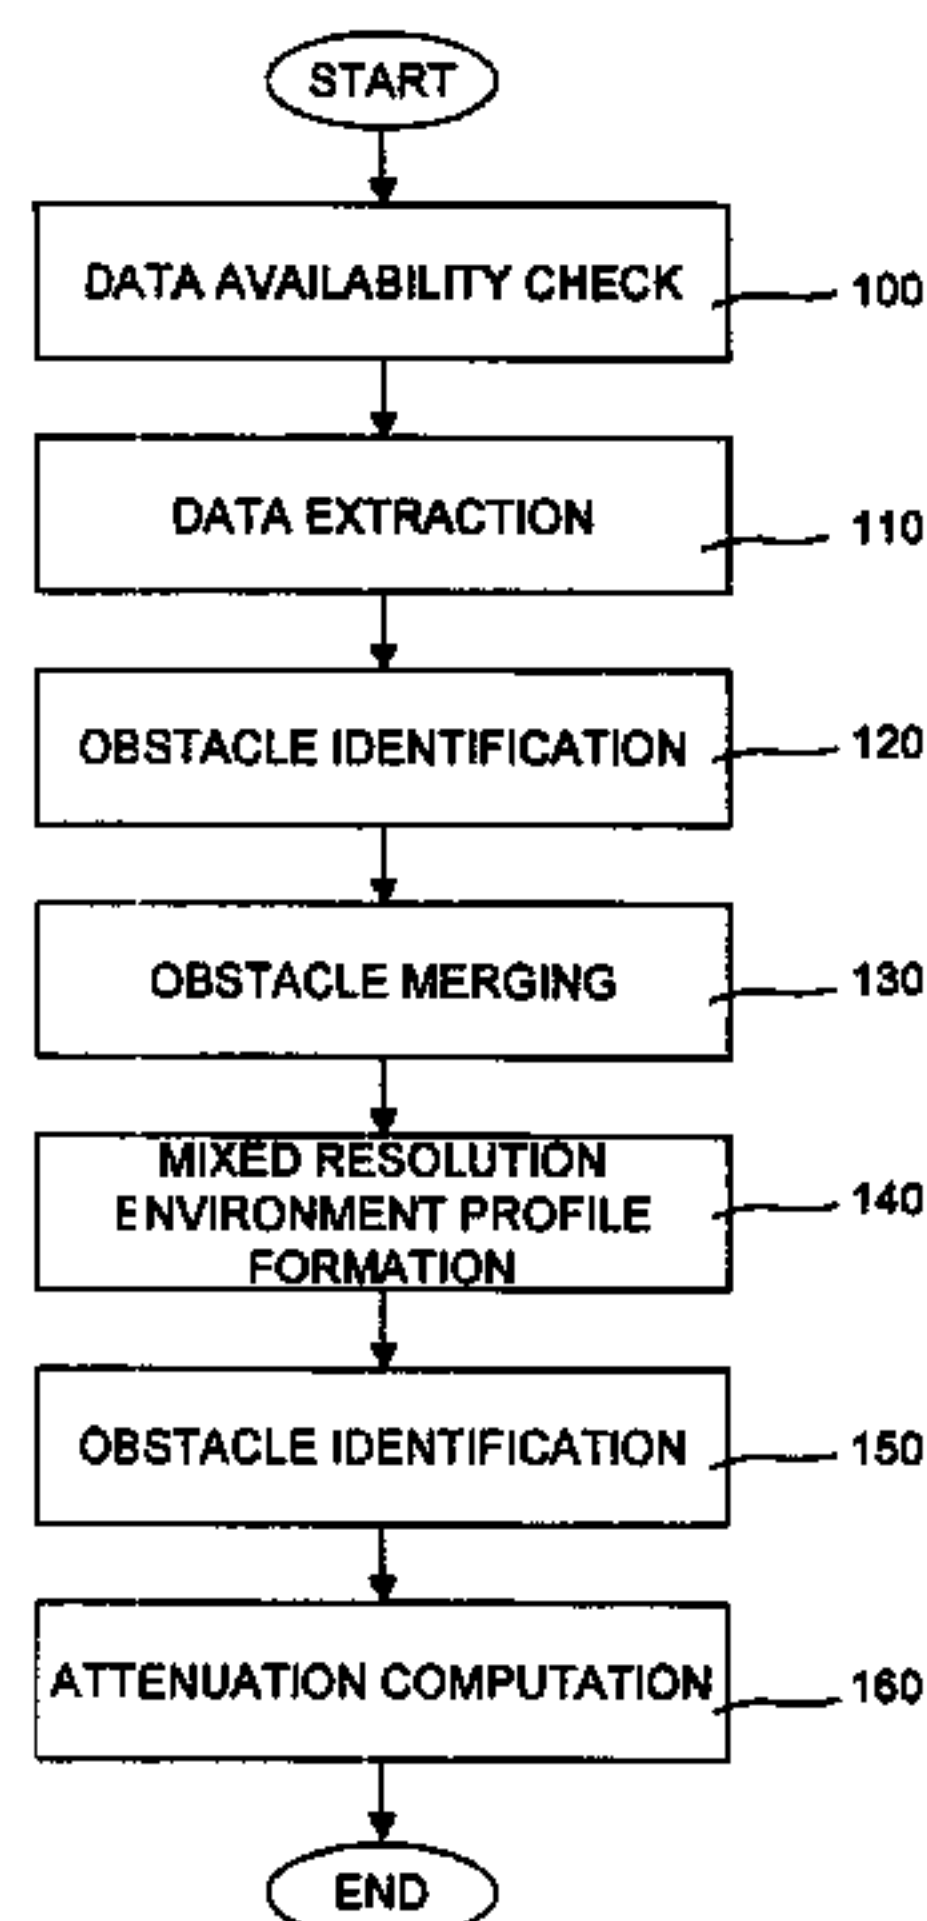 START
DATA AVAILABILITY CHECK
100
DATA EXTRACTION
110
OBSTACLE IDENTIFICATION
120
OBSTACLE MERGING
130
MIXED RESOLUTION
ENVIRONMENT PROFILE
FORMATION
140
OBSTACLE IDENTIFICATION
150
ATTENUATION COMPUTATION
160
END